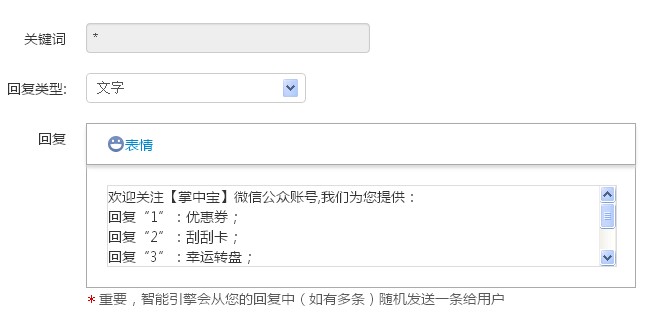 关键词
*
回复类型:
文字
回复
表情
欢迎关注【掌中宝】微信公众账号,我们为您提供：
回复“1”：优惠券；
回复“2”：刮刮卡；
回复“3”：幸运转盘；
*重要，智能引擎会从您的回复中（如有多条）随机发送一条给用户